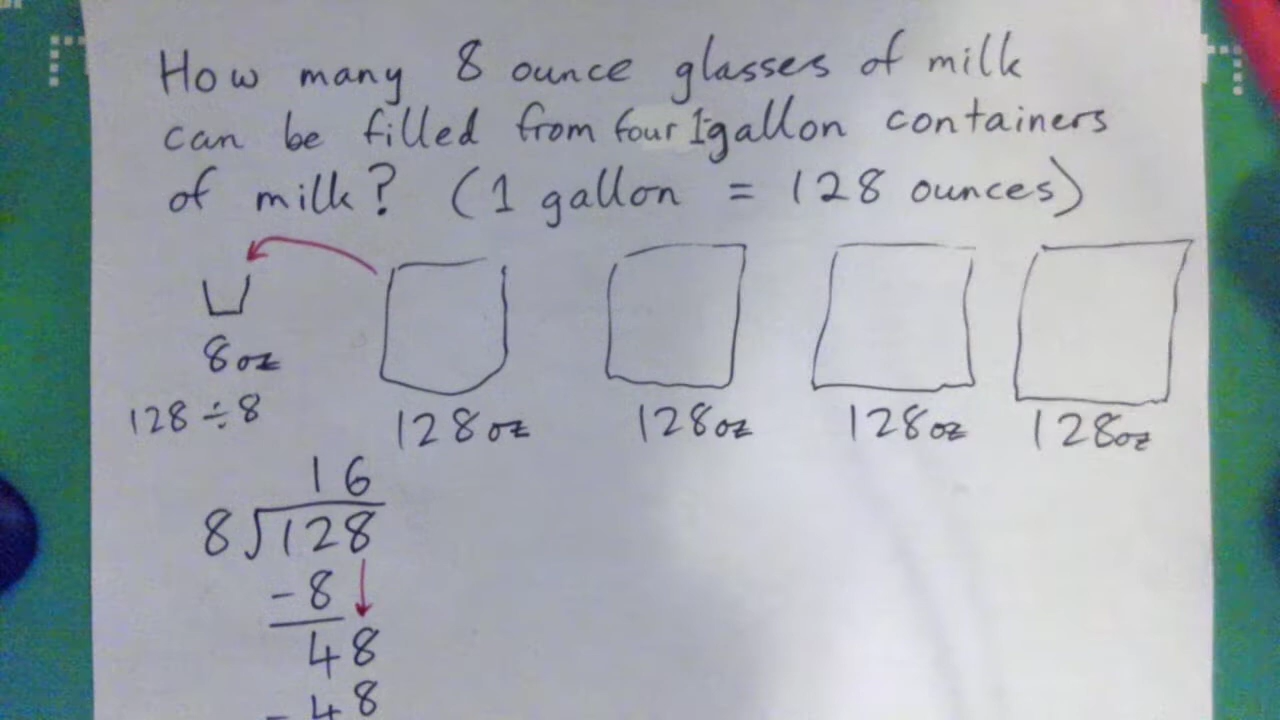 How many 8 ounce glasses of milk
can be filled from four 1-gallon containers
of milk? (1 gallon = 128 ounces)
8oz
128 ÷ 8
128oz 128oz 128oz 128oz
16
8 128
-8
48
-48